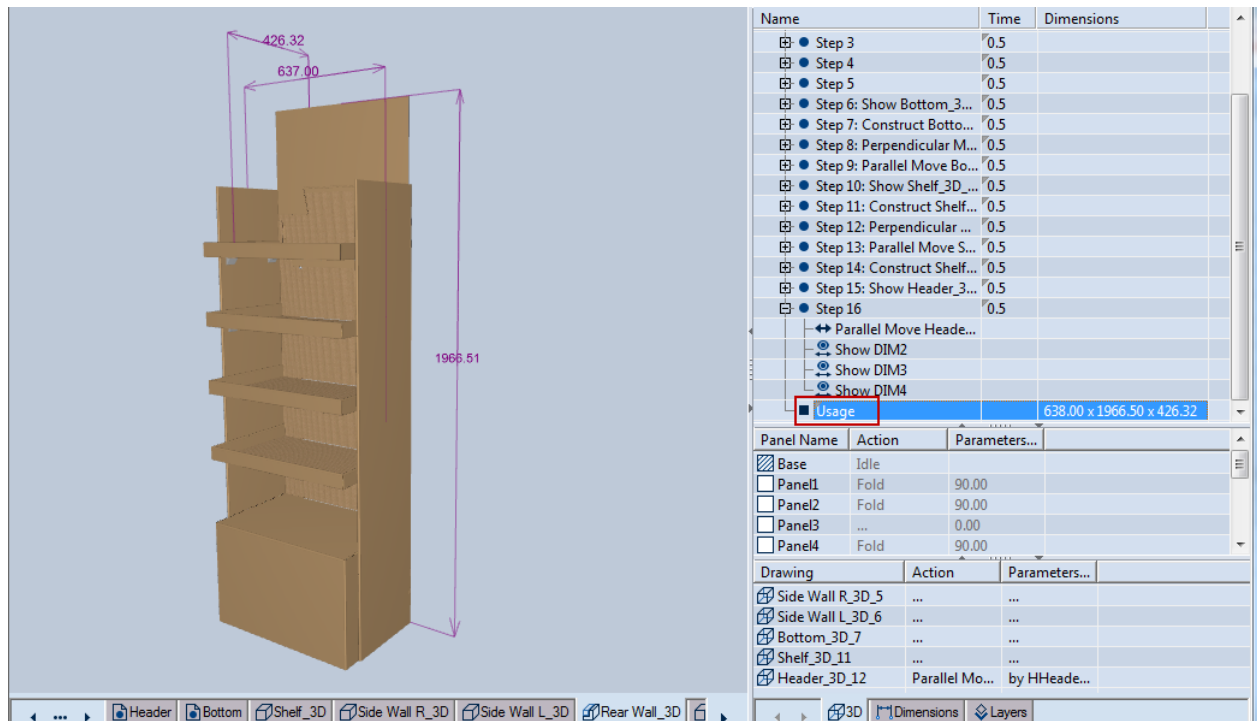 426.32
637.00
1966.51
Name Time Dimensions
Step 3 0.5
Step 4 0.5
Step 5 0.5
Step 6: Show Bottom_3... 0.5
Step 7: Construct Botto... 0.5
Step 8: Perpendicular M... 0.5
Step 9: Parallel Move Bo... 0.5
Step 10: Show Shelf_3D_... 0.5
Step 11: Construct Shelf... 0.5
Step 12: Perpendicular ... 0.5
Step 13: Parallel Move S... 0.5
Step 14: Construct Shelf... 0.5
Step 15: Show Header_3... 0.5
Step 16 0.5
Parallel Move Heade...
Show DIM2
Show DIM3
Show DIM4
Usage 638.00 x 1966.50 x 426.32
Panel Name Action Parameters...
Base Idle
Panel1 Fold 90.00
Panel2 Fold 90.00
Panel3 ... 0.00
Panel4 Fold 90.00
Drawing Action Parameters...
Side Wall R_3D_5 ... ...
Side Wall L_3D_6 ... ...
Bottom_3D_7 ... ...
Shelf_3D_11 ... ...
Header_3D_12 Parallel Mo... by HHeade...
... Header Bottom Shelf_3D Side Wall R_3D Side Wall L_3D Rear Wall_3D
3D Dimensions Layers